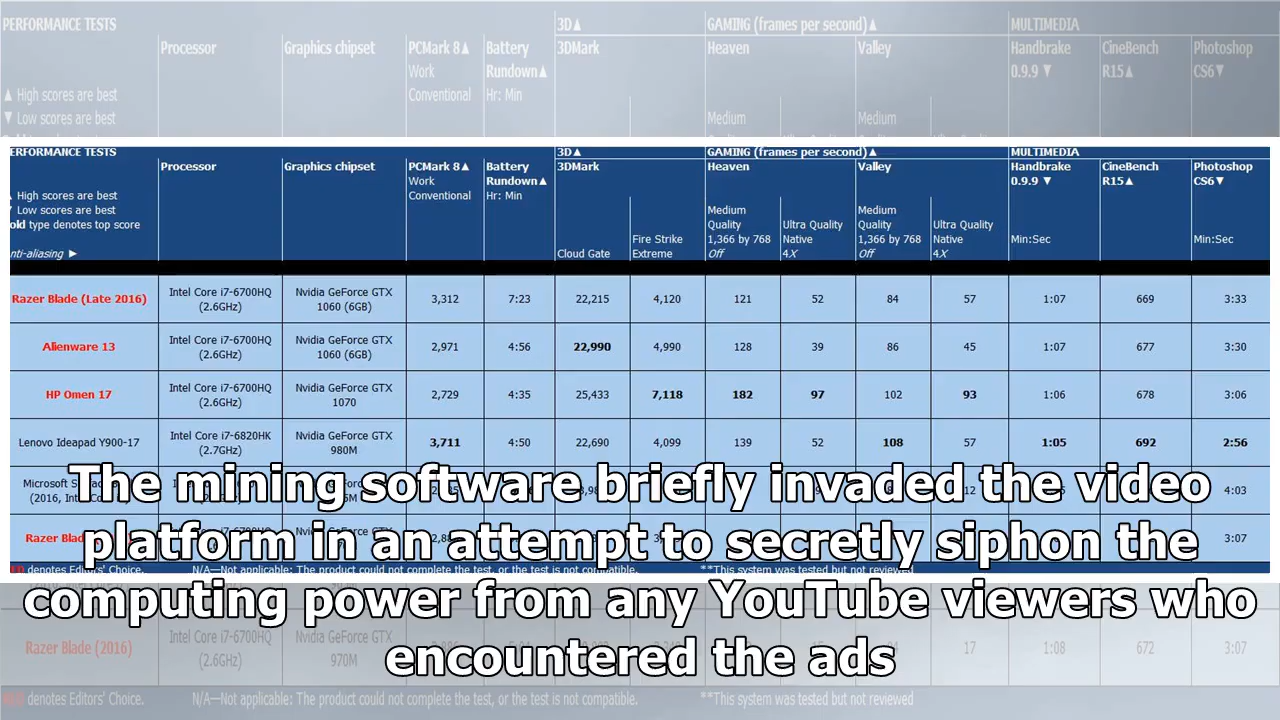 PERFORMANCE TESTS
3D▲
GAMING (frames per second)▲
MULTIMEDIA
Processor
Graphics chipset
PCMark 8▲
Battery
3DMark
Heaven
Valley
Handbrake
CineBench
Photoshop
Work
Rundown▲
0.9.9 ▼
R15▲
CS6▼
▲ High scores are best
Conventional
Hr: Min
▼ Low scores are best
Medium
Medium
ERFORMANCE TESTS
3D▲
GAMING (frames per second)▲
MULTIMEDIA
Processor
Graphics chipset
PCMark 8▲
Battery
3DMark
Heaven
Valley
Handbrake
CineBench
Photoshop
Work
Rundown▲
0.9.9 ▼
R15▲
CS6▼
High scores are best
Conventional
Hr: Min
Low scores are best
Medium
Medium
old type denotes top score
Quality
Ultra Quality
Quality
Ultra Quality
Fire Strike
1,366 by 768
Native
1,366 by 768
Native
Min:Sec
Min:Sec
nti-aliasing ►
Cloud Gate
Extreme
Off
4X
Off
4X
Razer Blade (Late 2016) Intel Core i7-6700HQ (2.6GHz) Nvidia GeForce GTX 1060 (6GB) 3,312 7:23 22,215 4,120 121 52 84 57 1:07 669 3:33
Alienware 13 Intel Core i7-6700HQ (2.6GHz) Nvidia GeForce GTX 1060 (6GB) 2,971 4:56 22,990 4,990 128 39 86 45 1:07 677 3:30
HP Omen 17 Intel Core i7-6700HQ (2.6GHz) Nvidia GeForce GTX 1070 2,729 4:35 25,433 7,118 182 97 102 93 1:06 678 3:06
Lenovo Ideapad Y900-17 Intel Core i7-6820HK (2.7GHz) Nvidia GeForce GTX 980M 3,711 4:50 22,690 4,099 139 52 108 57 1:05 692 2:56
Microsoft 4:03
3:07
denotes Editors' Choice. N/A—Not applicable: The product could not complete the test, or the test is not compatible. **This system was tested but not reviewed
The mining software briefly invaded the video
platform in an attempt to secretly siphon the
computing power from any YouTube viewers who
encountered the ads
Razer Blade (2016) Intel Core i7-6700HQ (2.6GHz) Nvidia GeForce GTX 970M 17 1:08 672 3:07
denotes Editors' Choice. N/A—Not applicable: The product could not complete the test, or the test is not compatible. **This system was tested but not reviewed